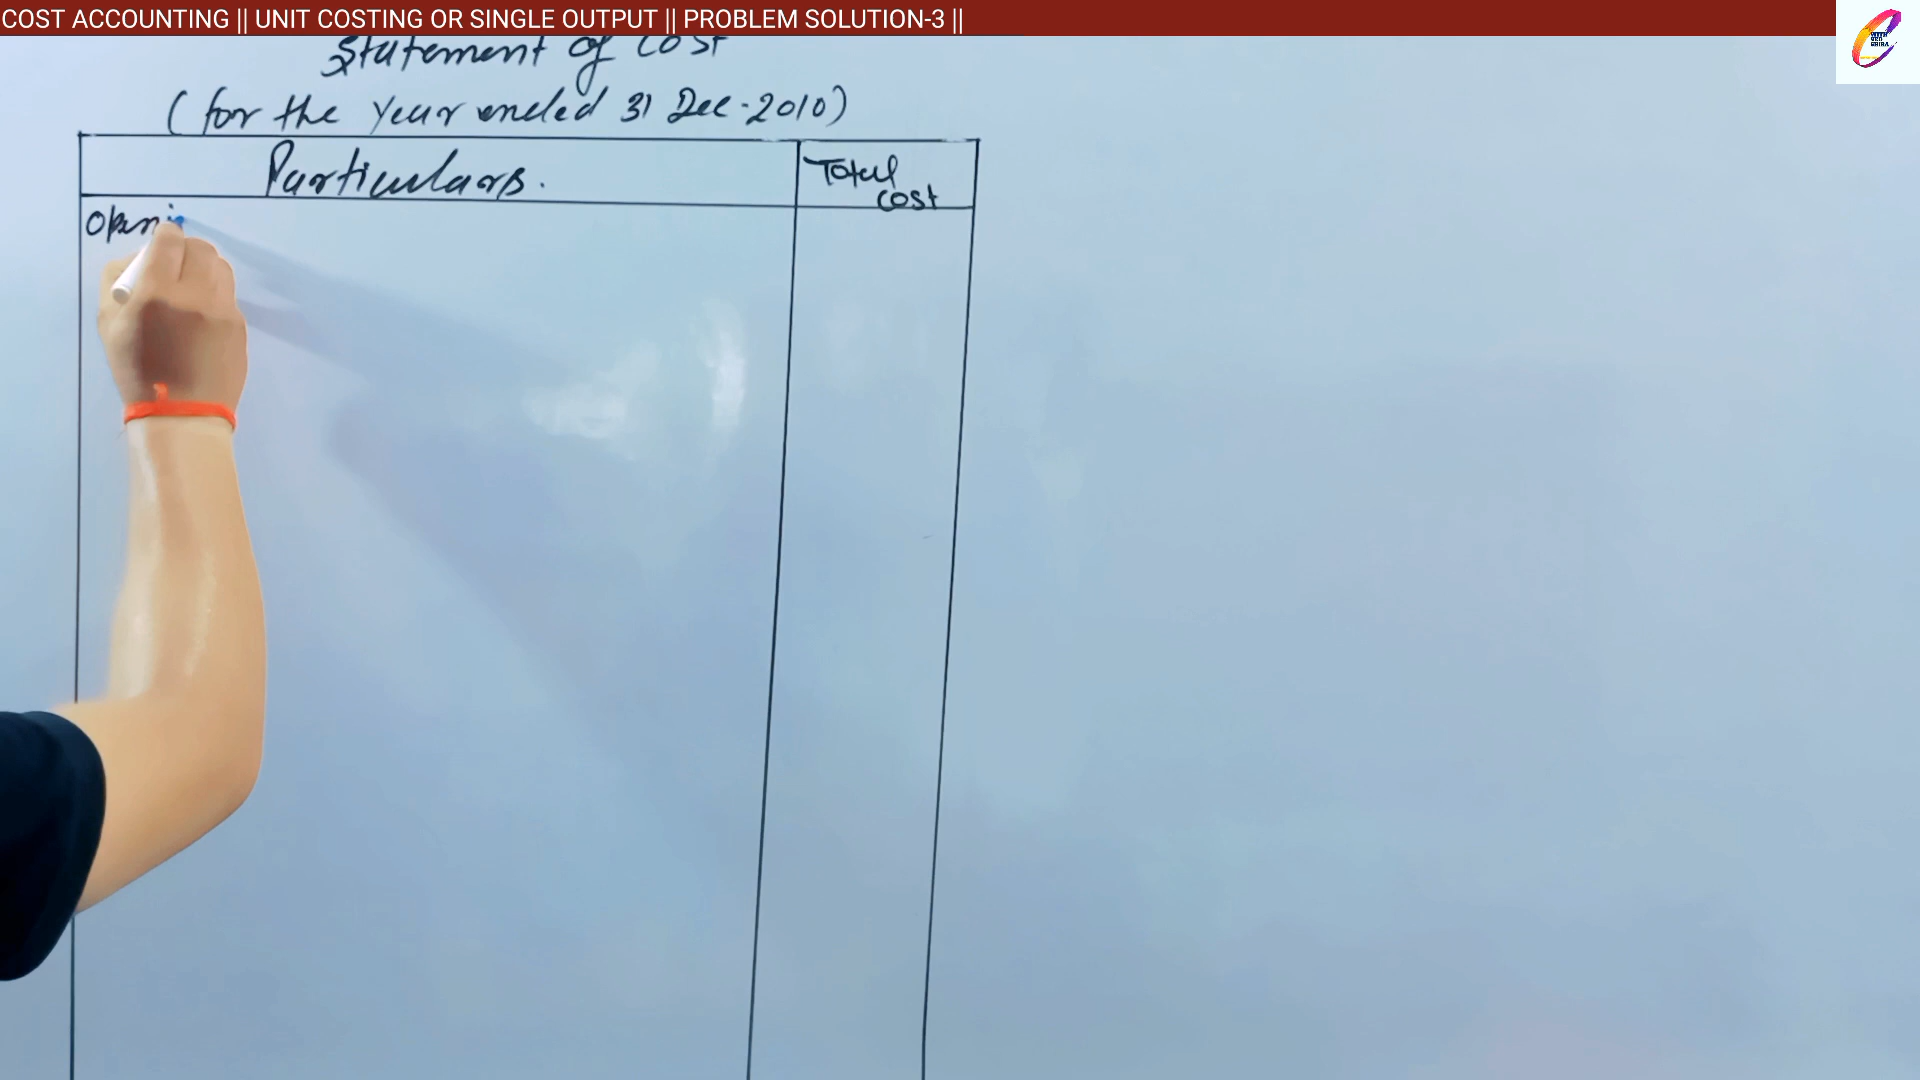 COST ACCOUNTING || UNIT COSTING OR SINGLE OUTPUT || PROBLEM SOLUTION-3 ||
Statement of Cost
(for the Year ended 31 Dec-2010)
Particulars.
Total
cost
Openi